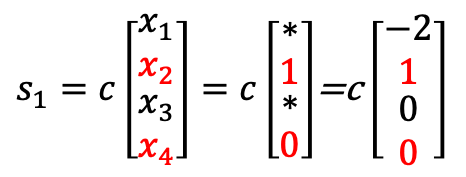 s₁ = c [x₁ x₂ x₃ x₄] = c [* 1 * 0] =c [−2 1 0 0]